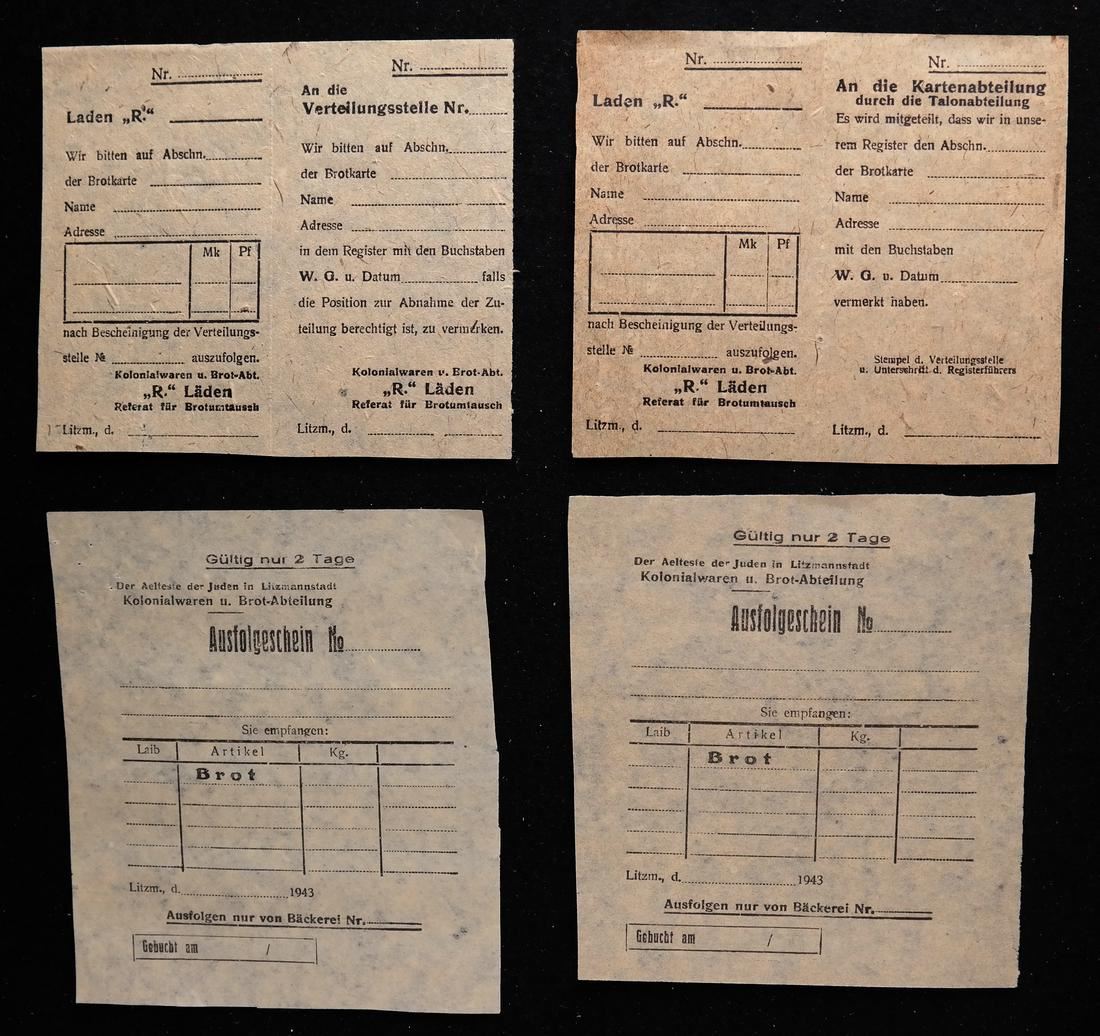 Nr.
Laden „R.“
Wir bitten auf Abschn.
der Brotkarte
Name
Adresse
Mk Pf
nach Bescheinigung der Verteilungs-
stelle № auszufolgen.
Kolonialwaren u. Brot-Abt.
„R.“ Läden
Referat für Brotumtausch
Litzm., d.
Nr.
An die
Verteilungsstelle Nr.
Wir bitten auf Abschn.
der Brotkarte
Name
Adresse
in dem Register mit den Buchstaben
W. G. u. Datum falls
die Position zur Abnahme der Zu-
teilung berechtigt ist, zu vermerken.
Kolonialwaren u. Brot-Abt.
„R.“ Läden
Referat für Brotumtausch
Litzm., d.
Nr.
Laden „R.“
Wir bitten auf Abschn.
der Brotkarte
Name
Adresse
Mk Pf
nach Bescheinigung der Verteilungs-
stelle № auszufolgen.
Kolonialwaren u. Brot-Abt.
„R.“ Läden
Referat für Brotumtausch
Litzm., d.
Nr.
An die Kartenabteilung
durch die Talonabteilung
Es wird mitgeteilt, dass wir in unse-
rem Register den Abschn.
der Brotkarte
Name
Adresse
mit den Buchstaben
W. G. u. Datum
vermerkt haben.
Stempel d. Verteilungsstelle
u. Unterschrift d. Registerführers
Litzm., d.
Gültig nur 2 Tage
Der Aelteste der Juden in Litzmannstadt
Kolonialwaren u. Brot-Abteilung
Ausfolgeschein №
Sie empfangen:
Laib Artikel Kg.
Brot
Litzm., d. 1943
Ausfolgen nur von Bäckerei Nr.
Gebucht am /
Gültig nur 2 Tage
Der Aelteste der Juden in Litzmannstadt
Kolonialwaren u. Brot-Abteilung
Ausfolgeschein №
Sie empfangen:
Laib Artikel Kg.
Brot
Litzm., d. 1943
Ausfolgen nur von Bäckerei Nr.
Gebucht am /